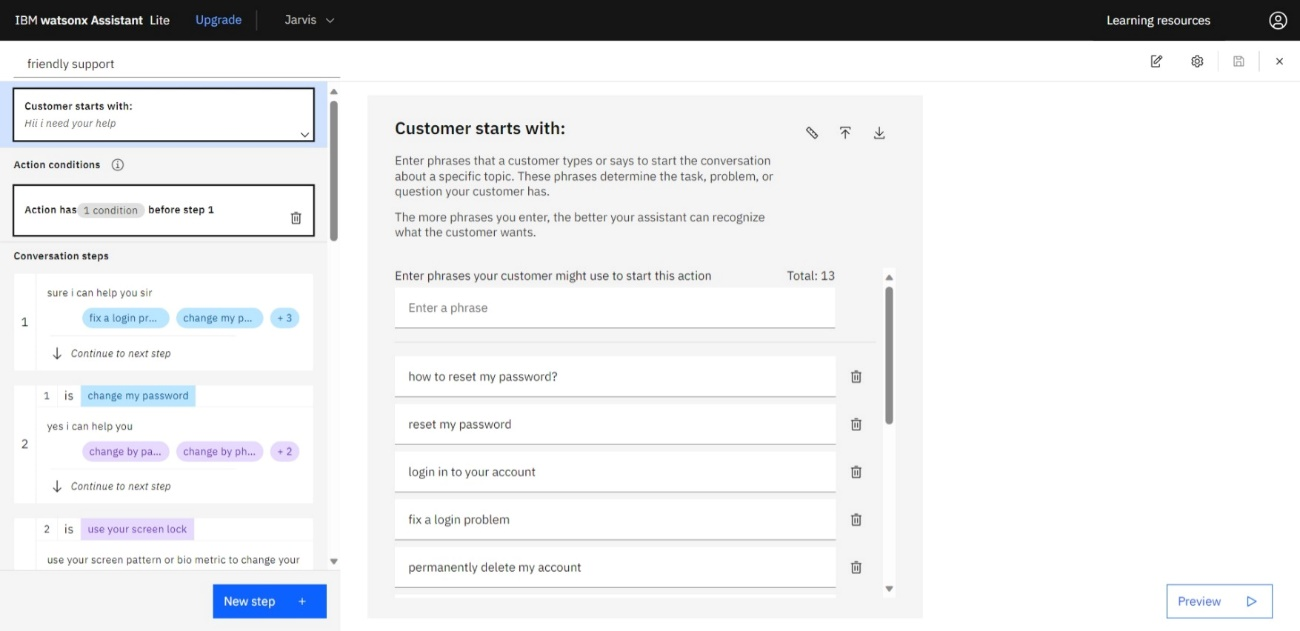 IBM watsonx Assistant Lite Upgrade Jarvis Learning resources
friendly support
Customer starts with:
Hii i need your help
Action conditions
Action has 1 condition before step 1
Conversation steps
1
sure i can help you sir
fix a login pr... change my p... + 3
Continue to next step
2
1 is change my password
yes i can help you
change by pa... change by ph... + 2
Continue to next step
2 is use your screen lock
use your screen pattern or bio metric to change your
New step +
Customer starts with:
Enter phrases that a customer types or says to start the conversation
about a specific topic. These phrases determine the task, problem, or
question your customer has.
The more phrases you enter, the better your assistant can recognize
what the customer wants.
Enter phrases your customer might use to start this action Total: 13
Enter a phrase
how to reset my password?
reset my password
login in to your account
fix a login problem
permanently delete my account
Preview